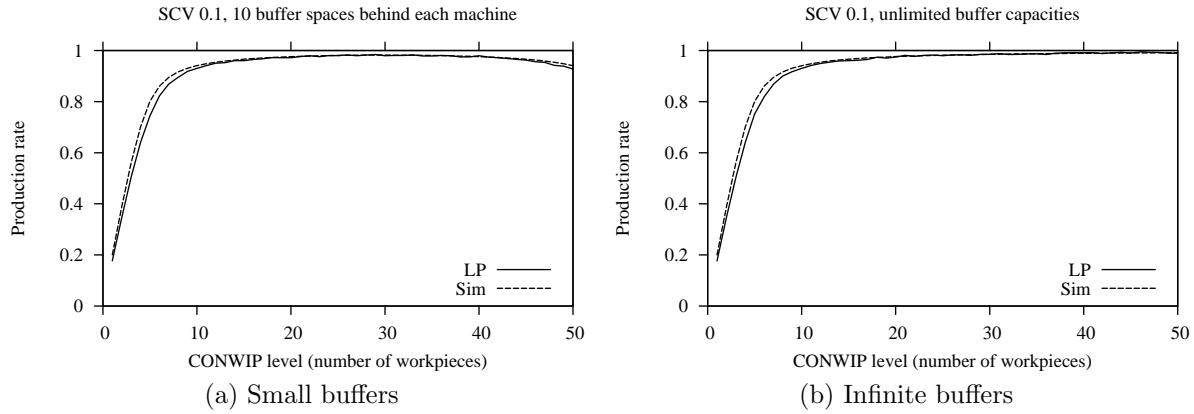 SCV 0.1, 10 buffer spaces behind each machine
Production rate
1
0.8
0.6
0.4
0.2
0
LP
Sim
0 10 20 30 40 50
CONWIP level (number of workpieces)
(a) Small buffers
SCV 0.1, unlimited buffer capacities
Production rate
1
0.8
0.6
0.4
0.2
0
LP
Sim
0 10 20 30 40 50
CONWIP level (number of workpieces)
(b) Infinite buffers